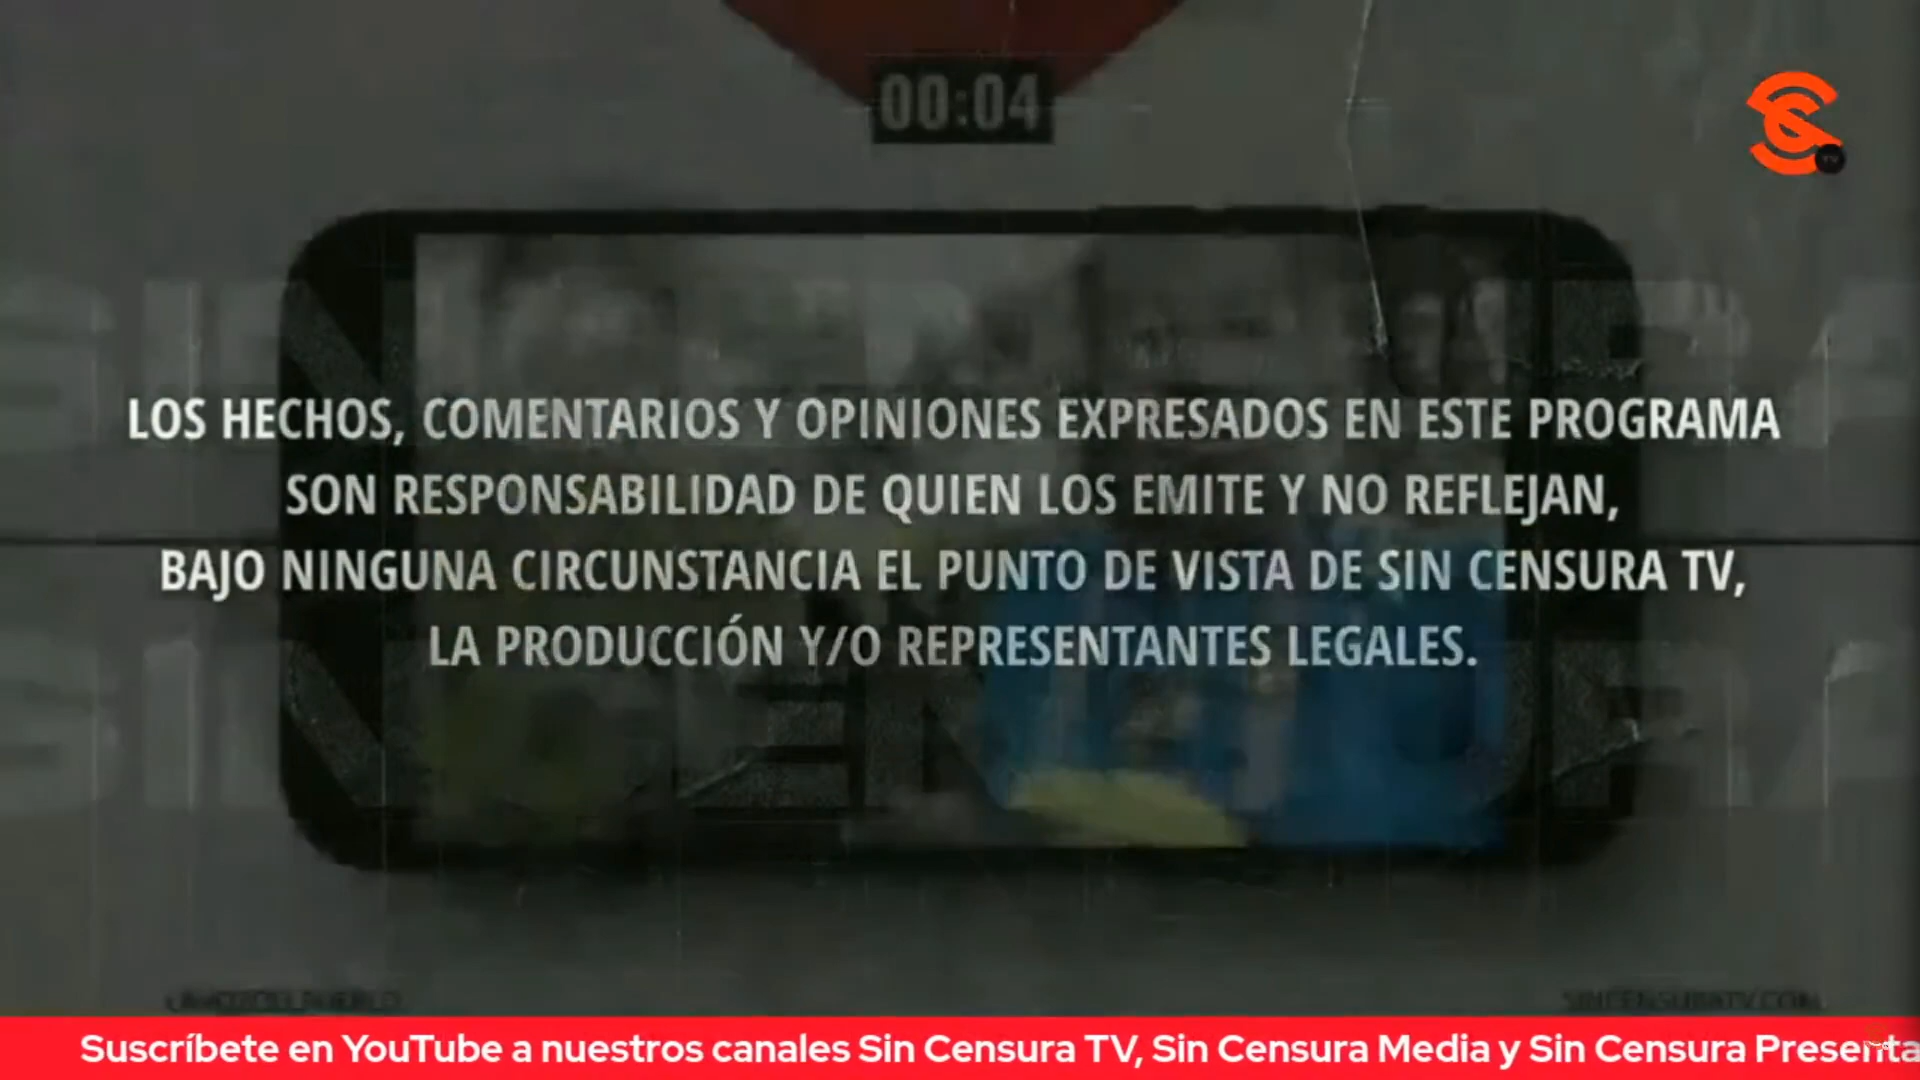 00:04
LOS HECHOS, COMENTARIOS Y OPINIONES EXPRESADOS EN ESTE PROGRAMA
SON RESPONSABILIDAD DE QUIEN LOS EMITE Y NO REFLEJAN,
BAJO NINGUNA CIRCUNSTANCIA EL PUNTO DE VISTA DE SIN CENSURA TV,
LA PRODUCCIÓN Y/O REPRESENTANTES LEGALES.
SINCENSURATV.COM
Suscríbete en YouTube a nuestros canales Sin Censura TV, Sin Censura Media y Sin Censura Presenta